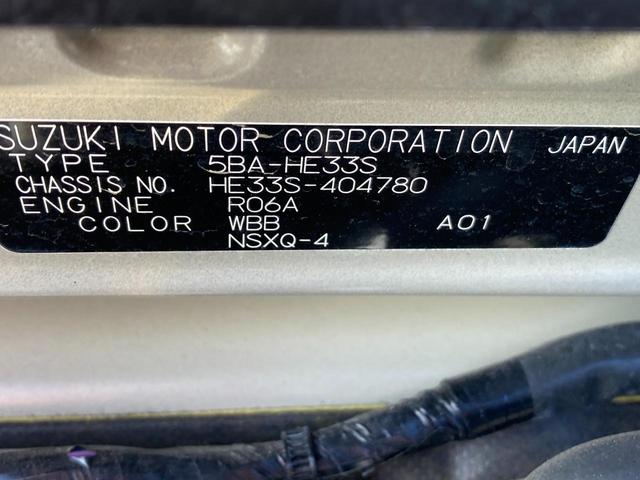 SUZUKI MOTOR CORPORATION JAPAN
TYPE 5BA-HE33S
CHASSIS NO. HE33S-404780
ENGINE R06A
COLOR WBB A01
NSXQ-4